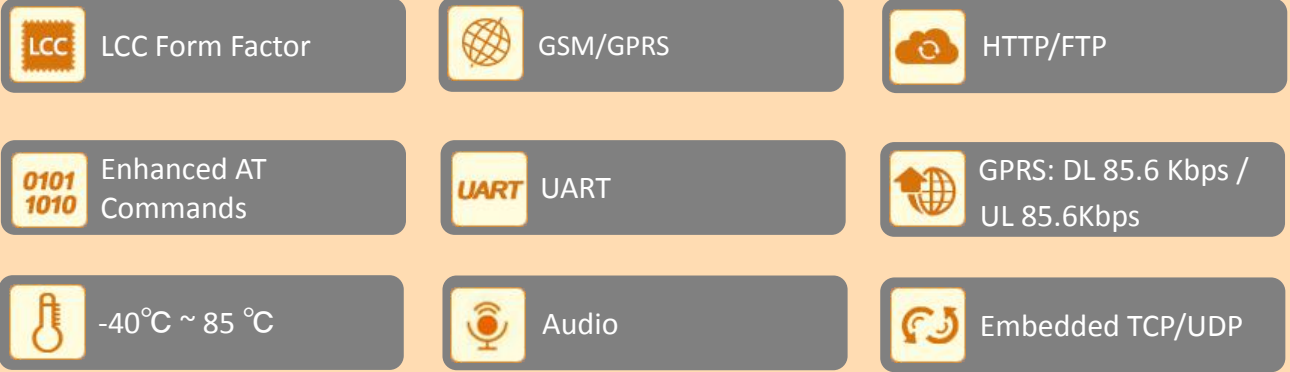 LCC
LCC Form Factor
GSM/GPRS
HTTP/FTP
0101
1010
Enhanced AT
Commands
UART
UART
GPRS: DL 85.6 Kbps /
UL 85.6Kbps
-40℃ ~ 85 ℃
Audio
Embedded TCP/UDP